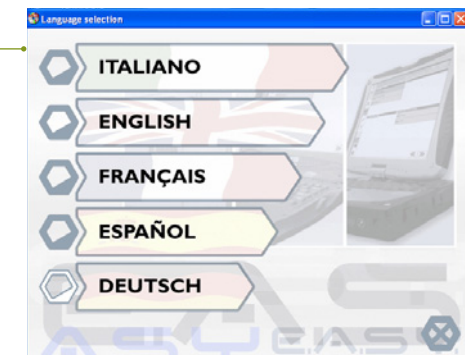 Language selection
ITALIANO
ENGLISH
FRANÇAIS
ESPAÑOL
DEUTSCH